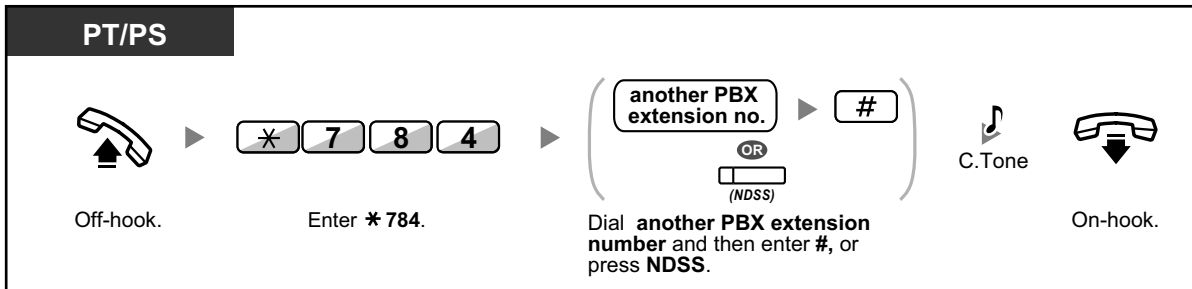 PT/PS
✳ 7 8 4
another PBX
extension no.
#
OR
(NDSS)
C.Tone
Off-hook.
Enter ✳ 784.
Dial another PBX extension
number and then enter #, or
press NDSS.
On-hook.